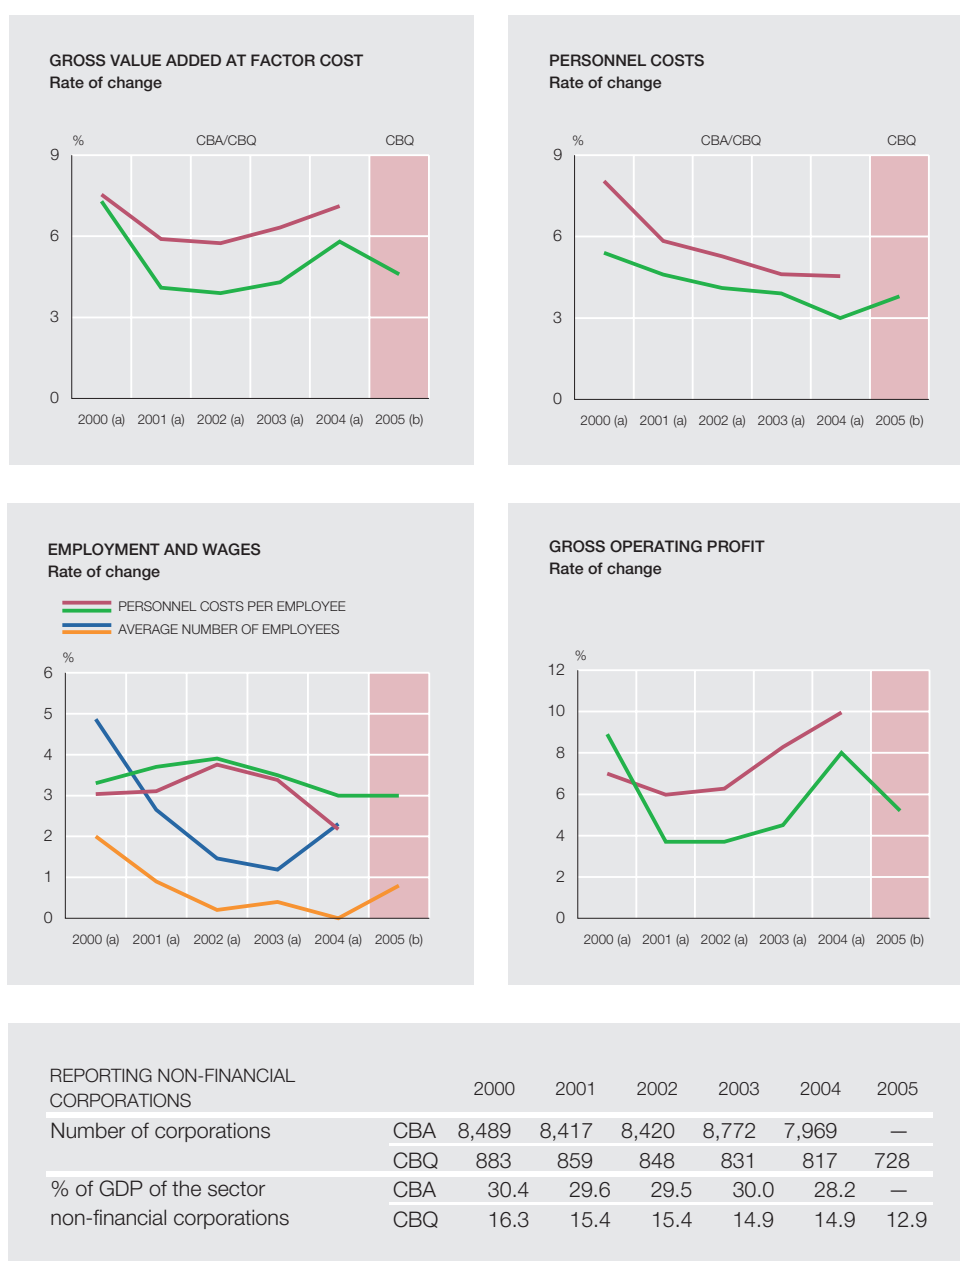 GROSS VALUE ADDED AT FACTOR COST
Rate of change
% CBA/CBQ CBQ
9
6
3
0
2000 (a) 2001 (a) 2002 (a) 2003 (a) 2004 (a) 2005 (b)
PERSONNEL COSTS
Rate of change
% CBA/CBQ CBQ
9
6
3
0
2000 (a) 2001 (a) 2002 (a) 2003 (a) 2004 (a) 2005 (b)
EMPLOYMENT AND WAGES
Rate of change
PERSONNEL COSTS PER EMPLOYEE
AVERAGE NUMBER OF EMPLOYEES
%
6
5
4
3
2
1
0
2000 (a) 2001 (a) 2002 (a) 2003 (a) 2004 (a) 2005 (b)
GROSS OPERATING PROFIT
Rate of change
%
12
10
8
6
4
2
0
2000 (a) 2001 (a) 2002 (a) 2003 (a) 2004 (a) 2005 (b)
REPORTING NON-FINANCIAL
CORPORATIONS 2000 2001 2002 2003 2004 2005
Number of corporations CBA 8,489 8,417 8,420 8,772 7,969 —
CBQ 883 859 848 831 817 728
% of GDP of the sector CBA 30.4 29.6 29.5 30.0 28.2 —
non-financial corporations CBQ 16.3 15.4 15.4 14.9 14.9 12.9